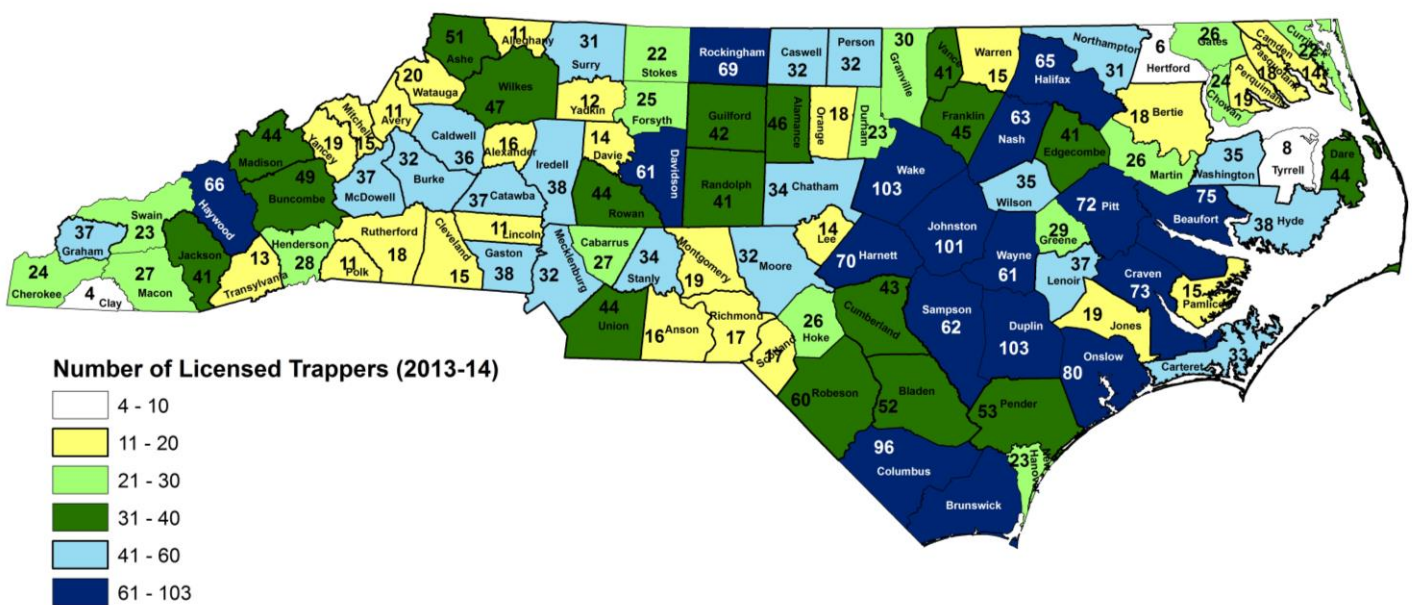 51
Ashe
11
Alleghany
31
Surry
22
Stokes
Rockingham
69
Caswell
32
Person
32
30
Granville
Vance
41
Warren
15
65
Halifax
Northampton
31
6
Hertford
26
Gates
Camden
Pasquotank
18
Perquimans
19
22
14
24
Chowan
20
Watauga
Wilkes
47
12
Yadkin
25
Forsyth
Guilford
42
46
Alamance
Orange
18
Durham
23
Franklin
45
63
Nash
41
Edgecombe
18
Bertie
26
Martin
35
Washington
8
Tyrrell
Dare
44
Mitchell
15
11
Avery
19
Yancey
Caldwell
36
16
Alexander
Iredell
38
14
Davie
61
Davidson
Randolph
41
34
Chatham
Wake
103
35
Wilson
72
Pitt
75
Beaufort
38
Hyde
44
Madison
49
Buncombe
37
McDowell
32
Burke
37
Catawba
44
Rowan
66
Haywood
Swain
23
37
Graham
24
Cherokee
4
Clay
27
Macon
Jackson
41
13
Transylvania
Henderson
28
11
Polk
Rutherford
18
Cleveland
15
11
Lincoln
Gaston
38
Mecklenburg
32
Cabarrus
27
34
Stanly
Montgomery
19
32
Moore
14
Lee
70
Harnett
Johnston
101
Wayne
61
29
Greene
37
Lenoir
Craven
73
15
Pamlico
44
Union
16
Anson
Richmond
17
Scotland
7
26
Hoke
43
Cumberland
Sampson
62
Duplin
103
19
Jones
Onslow
80
Carteret
33
60
Robeson
Bladen
52
53
Pender
96
Columbus
Brunswick
23
New
Hanover
Number of Licensed Trappers (2013-14)
4 - 10
11 - 20
21 - 30
31 - 40
41 - 60
61 - 103